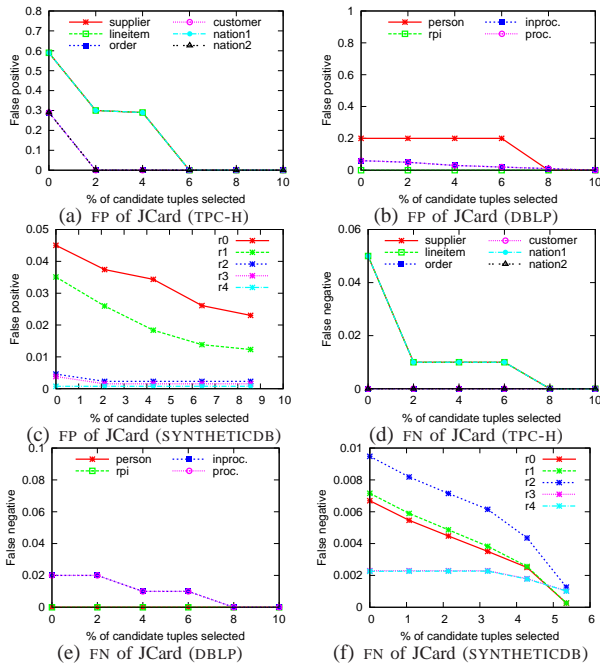 0.8
0.7
0.6
0.5
0.4
0.3
0.2
0.1
0
False positive
supplier
lineitem
order
customer
nation1
nation2
0 2 4 6 8 10
% of candidate tuples selected
(a) FP of JCard (TPC-H)
1
0.8
0.6
0.4
0.2
0
False positive
person
rpi
inproc.
proc.
0 2 4 6 8 10
% of candidate tuples selected
(b) FP of JCard (DBLP)
0.05
0.04
0.03
0.02
0.01
0
False positive
r0
r1
r2
r3
r4
0 1 2 3 4 5 6 7 8 9 10
% of candidate tuples selected
(c) FP of JCard (SYNTHETICDB)
0.06
0.04
0.02
0
False negative
supplier
lineitem
order
customer
nation1
nation2
0 2 4 6 8 10
% of candidate tuples selected
(d) FN of JCard (TPC-H)
0.1
0.08
0.06
0.04
0.02
0
False negative
person
rpi
inproc.
proc.
0 2 4 6 8 10
% of candidate tuples selected
(e) FN of JCard (DBLP)
0.01
0.008
0.006
0.004
0.002
0
False negative
r0
r1
r2
r3
r4
0 1 2 3 4 5 6
% of candidate tuples selected
(f) FN of JCard (SYNTHETICDB)